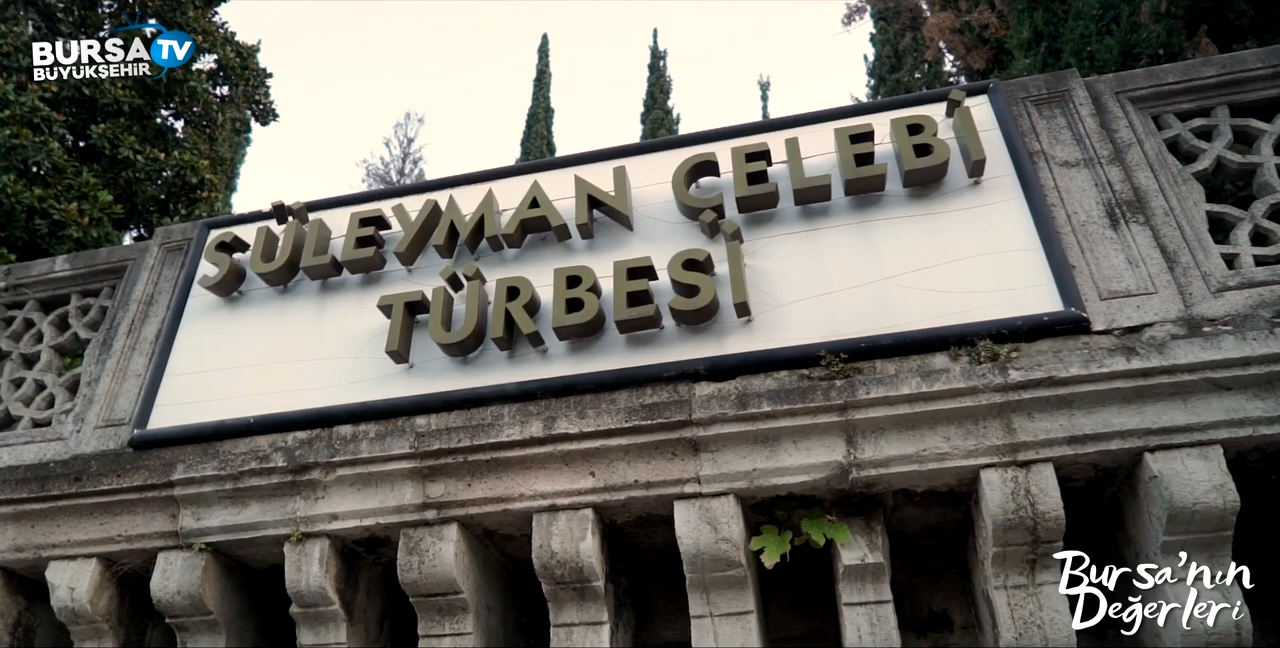 BURSA TV
BÜYÜKŞEHİR
SÜLEYMAN ÇELEBİ
TÜRBESİ
Bursa'nın
Değerleri